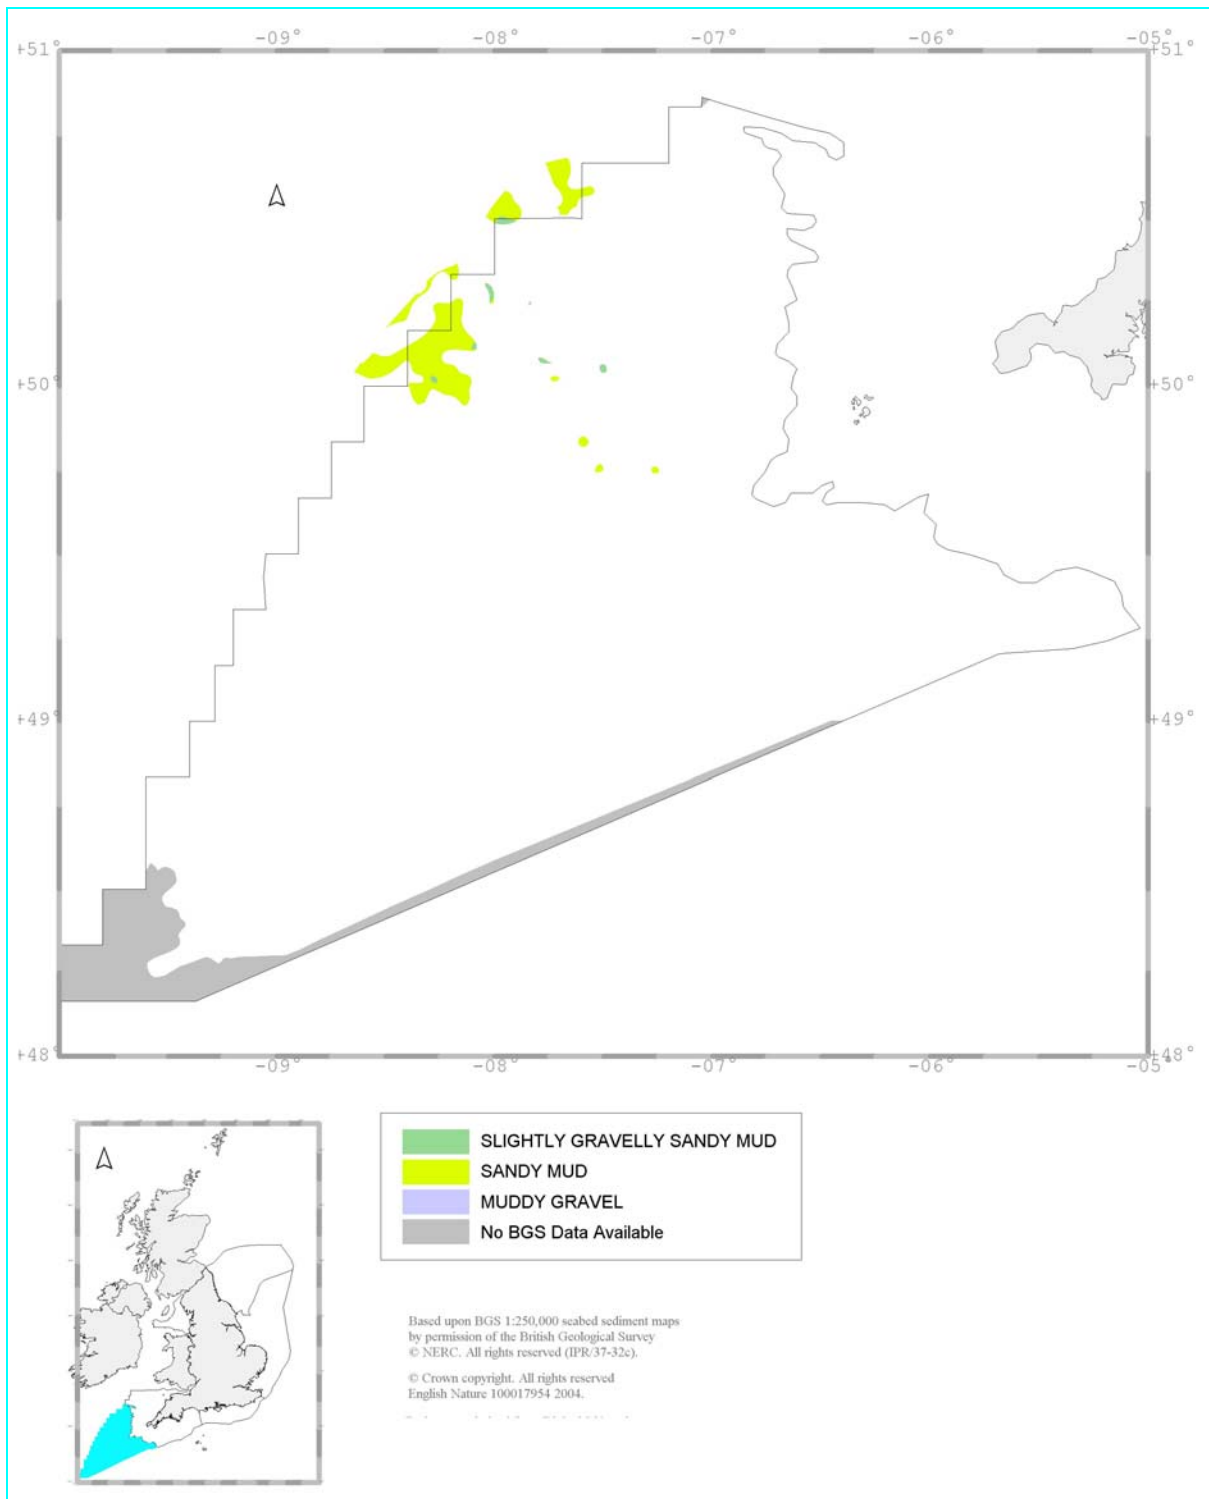 -09° -08° -07° -06° -05°
+51° +51°
+50° +50°
+49° +49°
+48° +48°
-09° -08° -07° -06° -05°
SLIGHTLY GRAVELLY SANDY MUD
SANDY MUD
MUDDY GRAVEL
No BGS Data Available
Based upon BGS 1:250,000 seabed sediment maps
by permission of the British Geological Survey
© NERC. All rights reserved (IPR/37-32c).
© Crown copyright. All rights reserved
English Nature 100017954 2004.